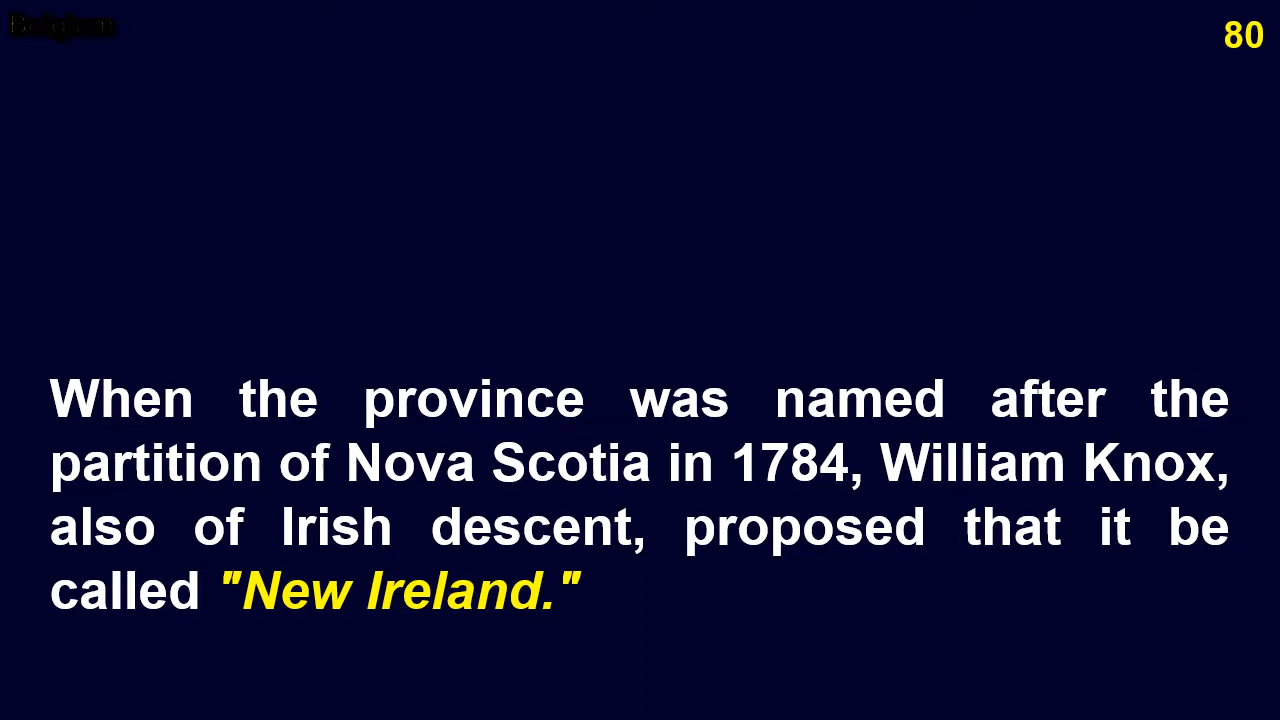 80
When the province was named after the
partition of Nova Scotia in 1784, William Knox,
also of Irish descent, proposed that it be
called "New Ireland."